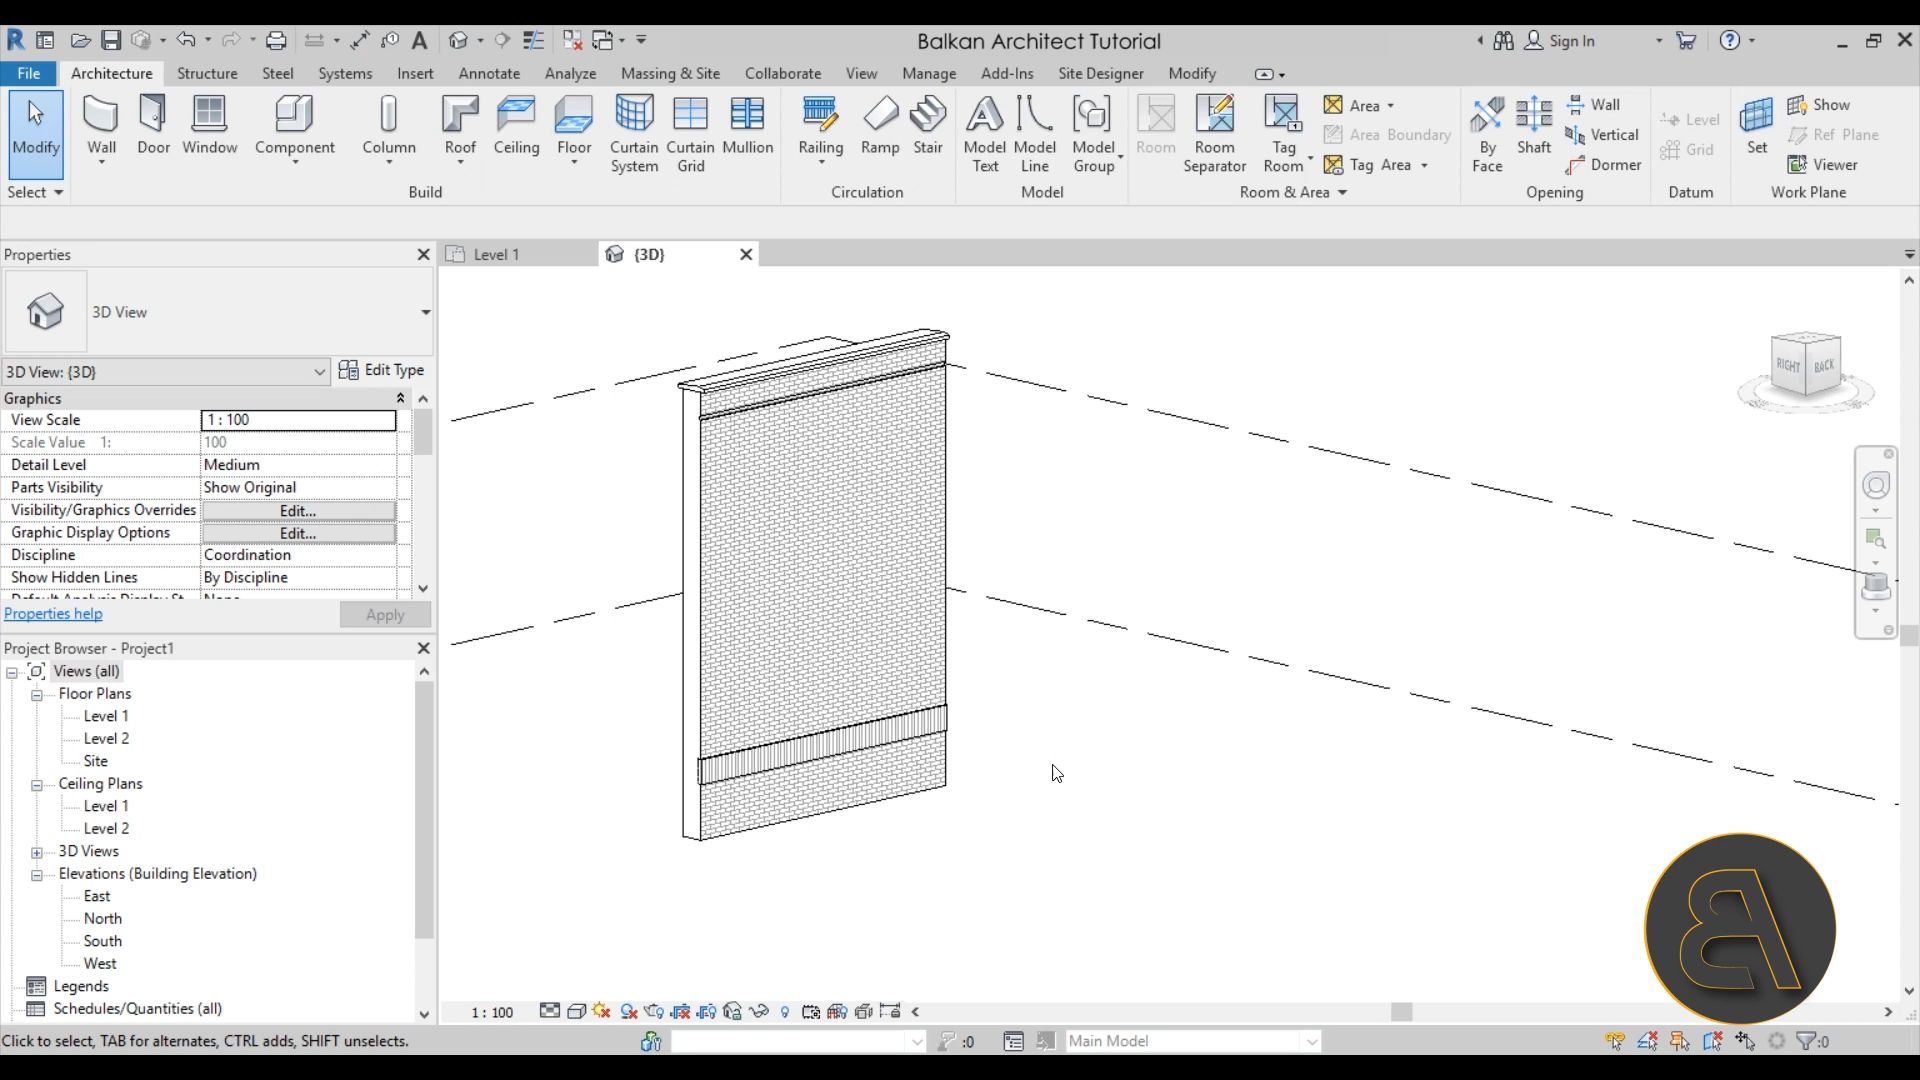 Balkan Architect Tutorial
Sign In
File Architecture Structure Steel Systems Insert Annotate Analyze Massing & Site Collaborate View Manage Add-Ins Site Designer Modify
Modify
Wall
Door
Window
Component
Column
Roof
Ceiling
Floor
Curtain System
Curtain Grid
Mullion
Railing
Ramp
Stair
Model Text
Model Line
Model Group
Room
Room Separator
Tag Room
Area
Area Boundary
Tag Area
By Face
Shaft
Wall
Vertical
Dormer
Level
Grid
Set
Show
Ref Plane
Viewer
Select Build Circulation Model Room & Area Opening Datum Work Plane
Properties
Level 1
{3D}
3D View
3D View: {3D}
Edit Type
Graphics
View Scale 1 : 100
Scale Value 1: 100
Detail Level Medium
Parts Visibility Show Original
Visibility/Graphics Overrides Edit...
Graphic Display Options Edit...
Discipline Coordination
Show Hidden Lines By Discipline
Properties help
Apply
Project Browser - Project1
Views (all)
Floor Plans
Level 1
Level 2
Site
Ceiling Plans
Level 1
Level 2
3D Views
Elevations (Building Elevation)
East
North
South
West
Legends
Schedules/Quantities (all)
RIGHT BACK
1 : 100
Click to select, TAB for alternates, CTRL adds, SHIFT unselects.
:0
Main Model
:0